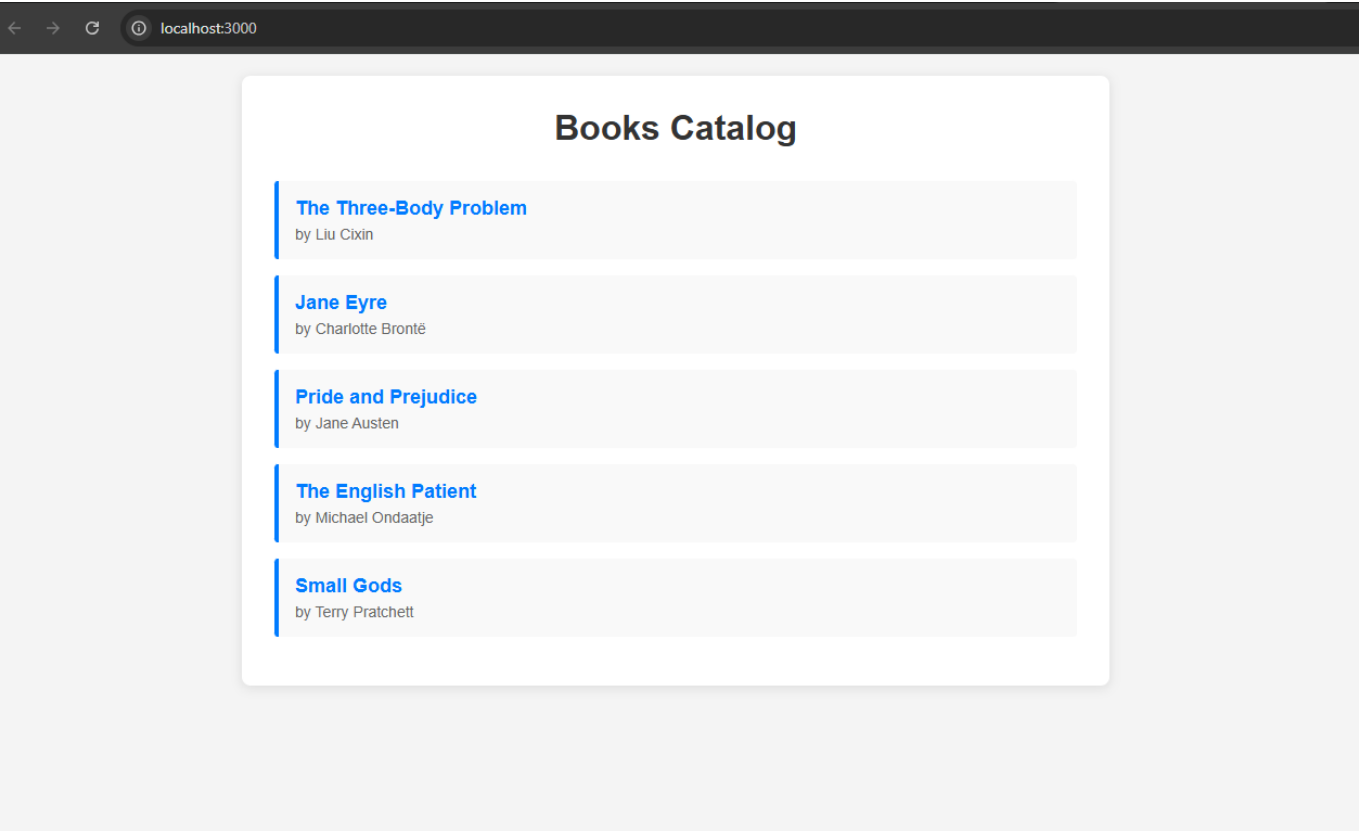 localhost:3000
Books Catalog
The Three-Body Problem
by Liu Cixin
Jane Eyre
by Charlotte Brontë
Pride and Prejudice
by Jane Austen
The English Patient
by Michael Ondaatje
Small Gods
by Terry Pratchett